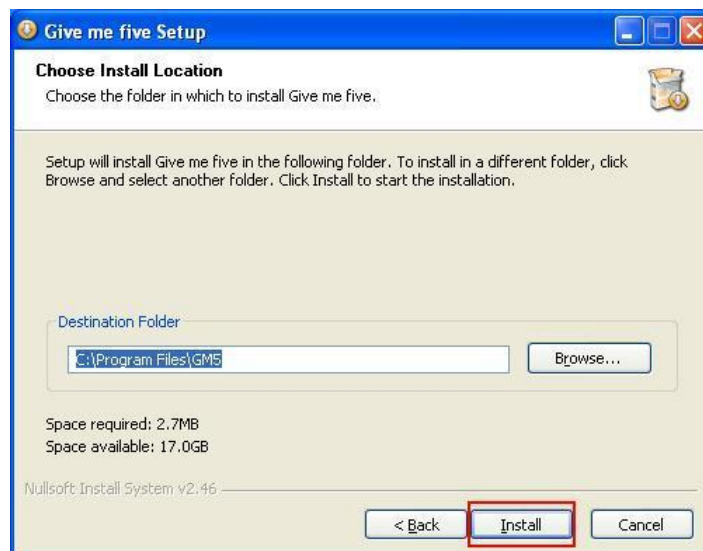 Give me five Setup
Choose Install Location
Choose the folder in which to install Give me five.
Setup will install Give me five in the following folder. To install in a different folder, click
Browse and select another folder. Click Install to start the installation.
Destination Folder
C:\Program Files\GM5
Browse...
Space required: 2.7MB
Space available: 17.0GB
Nullsoft Install System v2.46
< Back
Install
Cancel